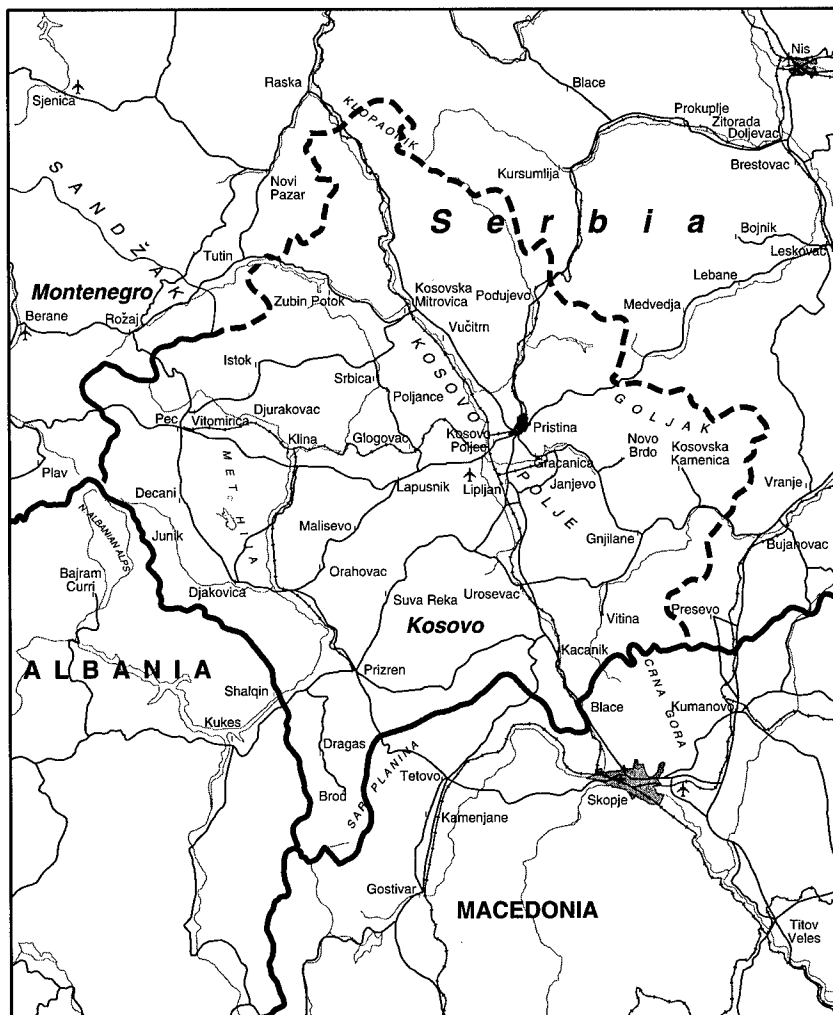 Nis
Sjenica
Raska
Blace
KLOPAONIK
Prokuplje
Zitorada
Doljevac
Brestovac
SANDŽAK
Kursumlija
Novi
Pazar
Serbia
Bojnik
Leskovac
Tutin
Lebane
Montenegro
Kosovska
Mitrovica
Podujevo
Zubin Potok
Medvedja
Berane
Rožaj
Vučitrn
KOSOVO
POLJE
Istok
Srbica
Poljance
Djurakovac
GOLJAK
Pec
Vitomirica
Klina
Glogovac
Kosovo
Poljee
Pristina
Novo
Brdo
Kosovska
Kamenica
METHIJA
Gracanica
Plav
Lapusnik
Lipljan
Janjevo
Vranje
Decani
N. ALBANIAN ALPS
Malisevo
Junik
Gnjilane
Bujanovac
Orahovac
Bajram
Curri
Djakovica
Suva Reka
Urosevac
Presevo
Kosovo
Vitina
ALBANIA
Prizren
Kacanik
CRNA GORA
Shafqin
Blace
Kumanovo
Kukes
Dragas
SAR PLANINA
Tetovo
Brod
Skopje
Kamenjane
Gostivar
MACEDONIA
Titov
Veles